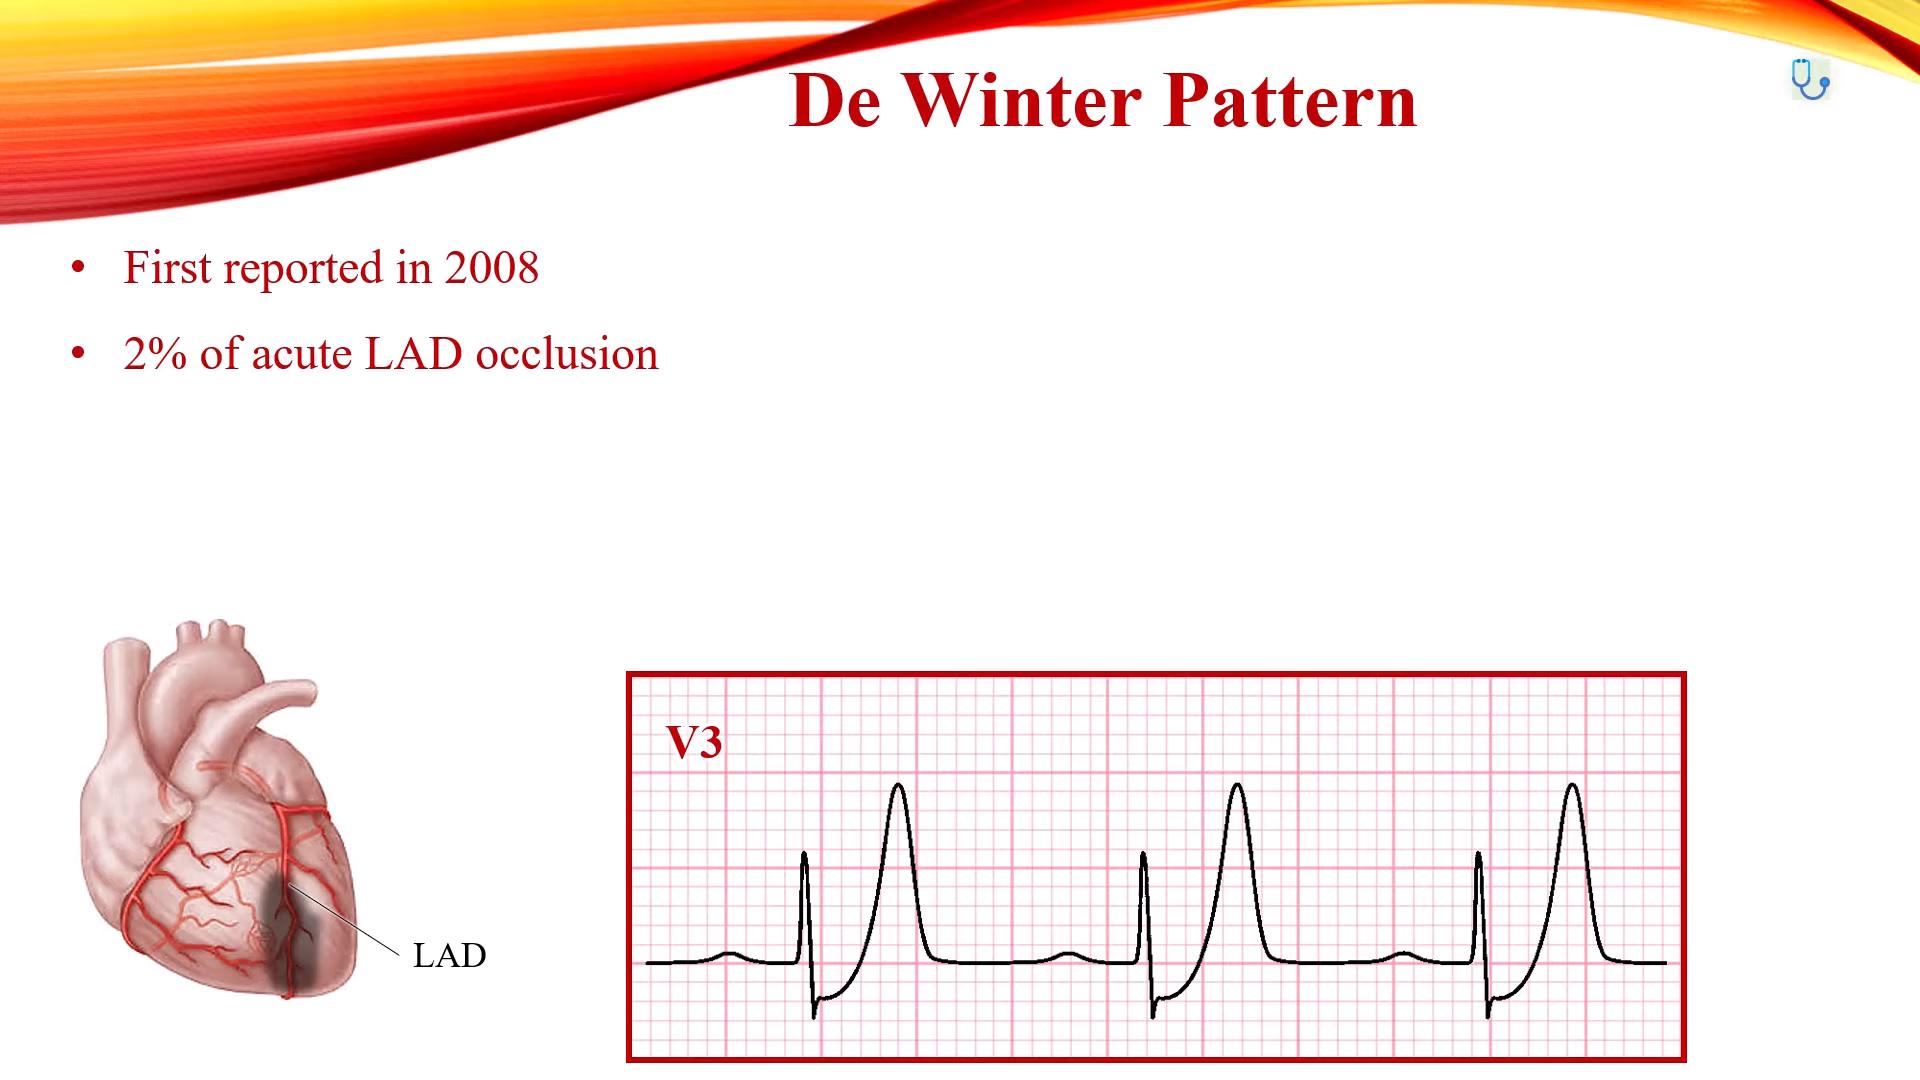 De Winter Pattern
• First reported in 2008
• 2% of acute LAD occlusion
V3
LAD